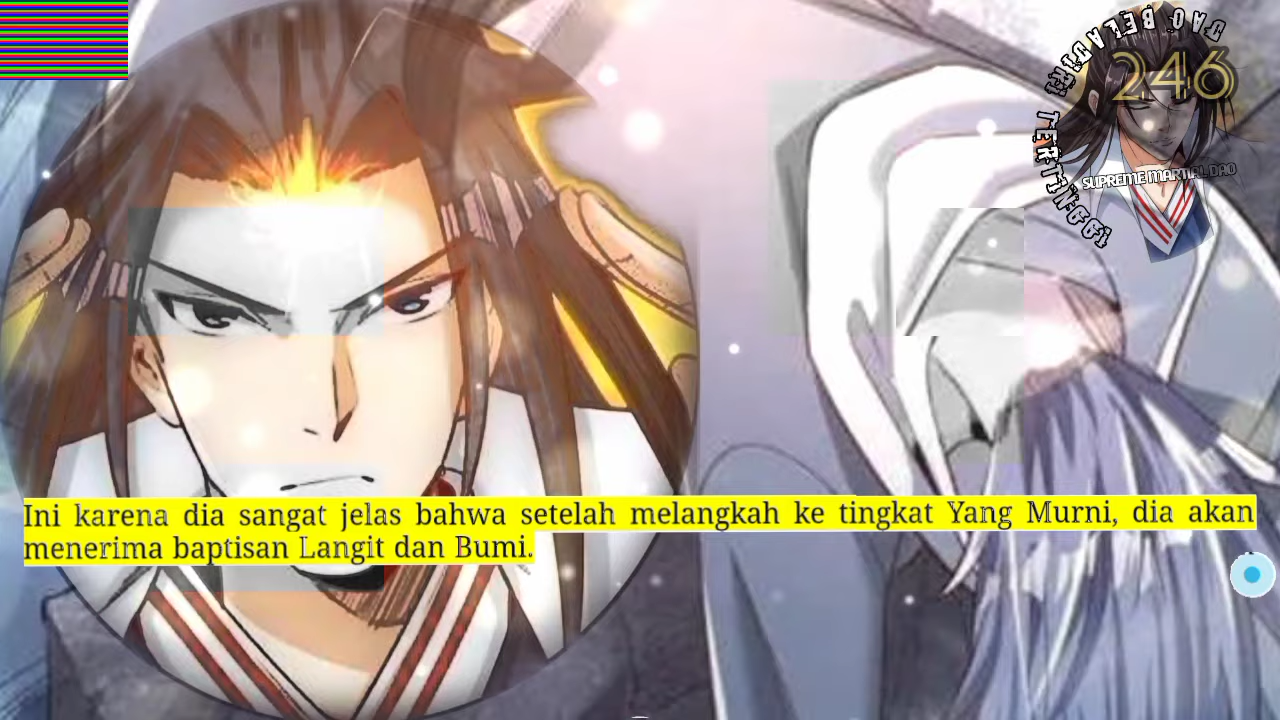 DAO BELADIRI TERTINGGI
246
SUPREME MARTIAL DAO
Ini karena dia sangat jelas bahwa setelah melangkah ke tingkat Yang Murni, dia akan
menerima baptisan Langit dan Bumi.